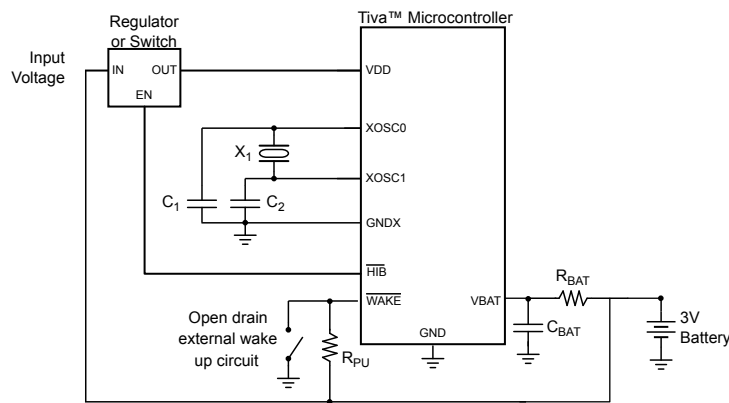 Tiva™ Microcontroller
Regulator
or Switch
Input
Voltage
IN
OUT
EN
VDD
XOSC0
X1
XOSC1
C1
C2
GNDX
HIB
WAKE
VBAT
RBAT
Open drain
external wake
up circuit
RPU
GND
CBAT
3V
Battery